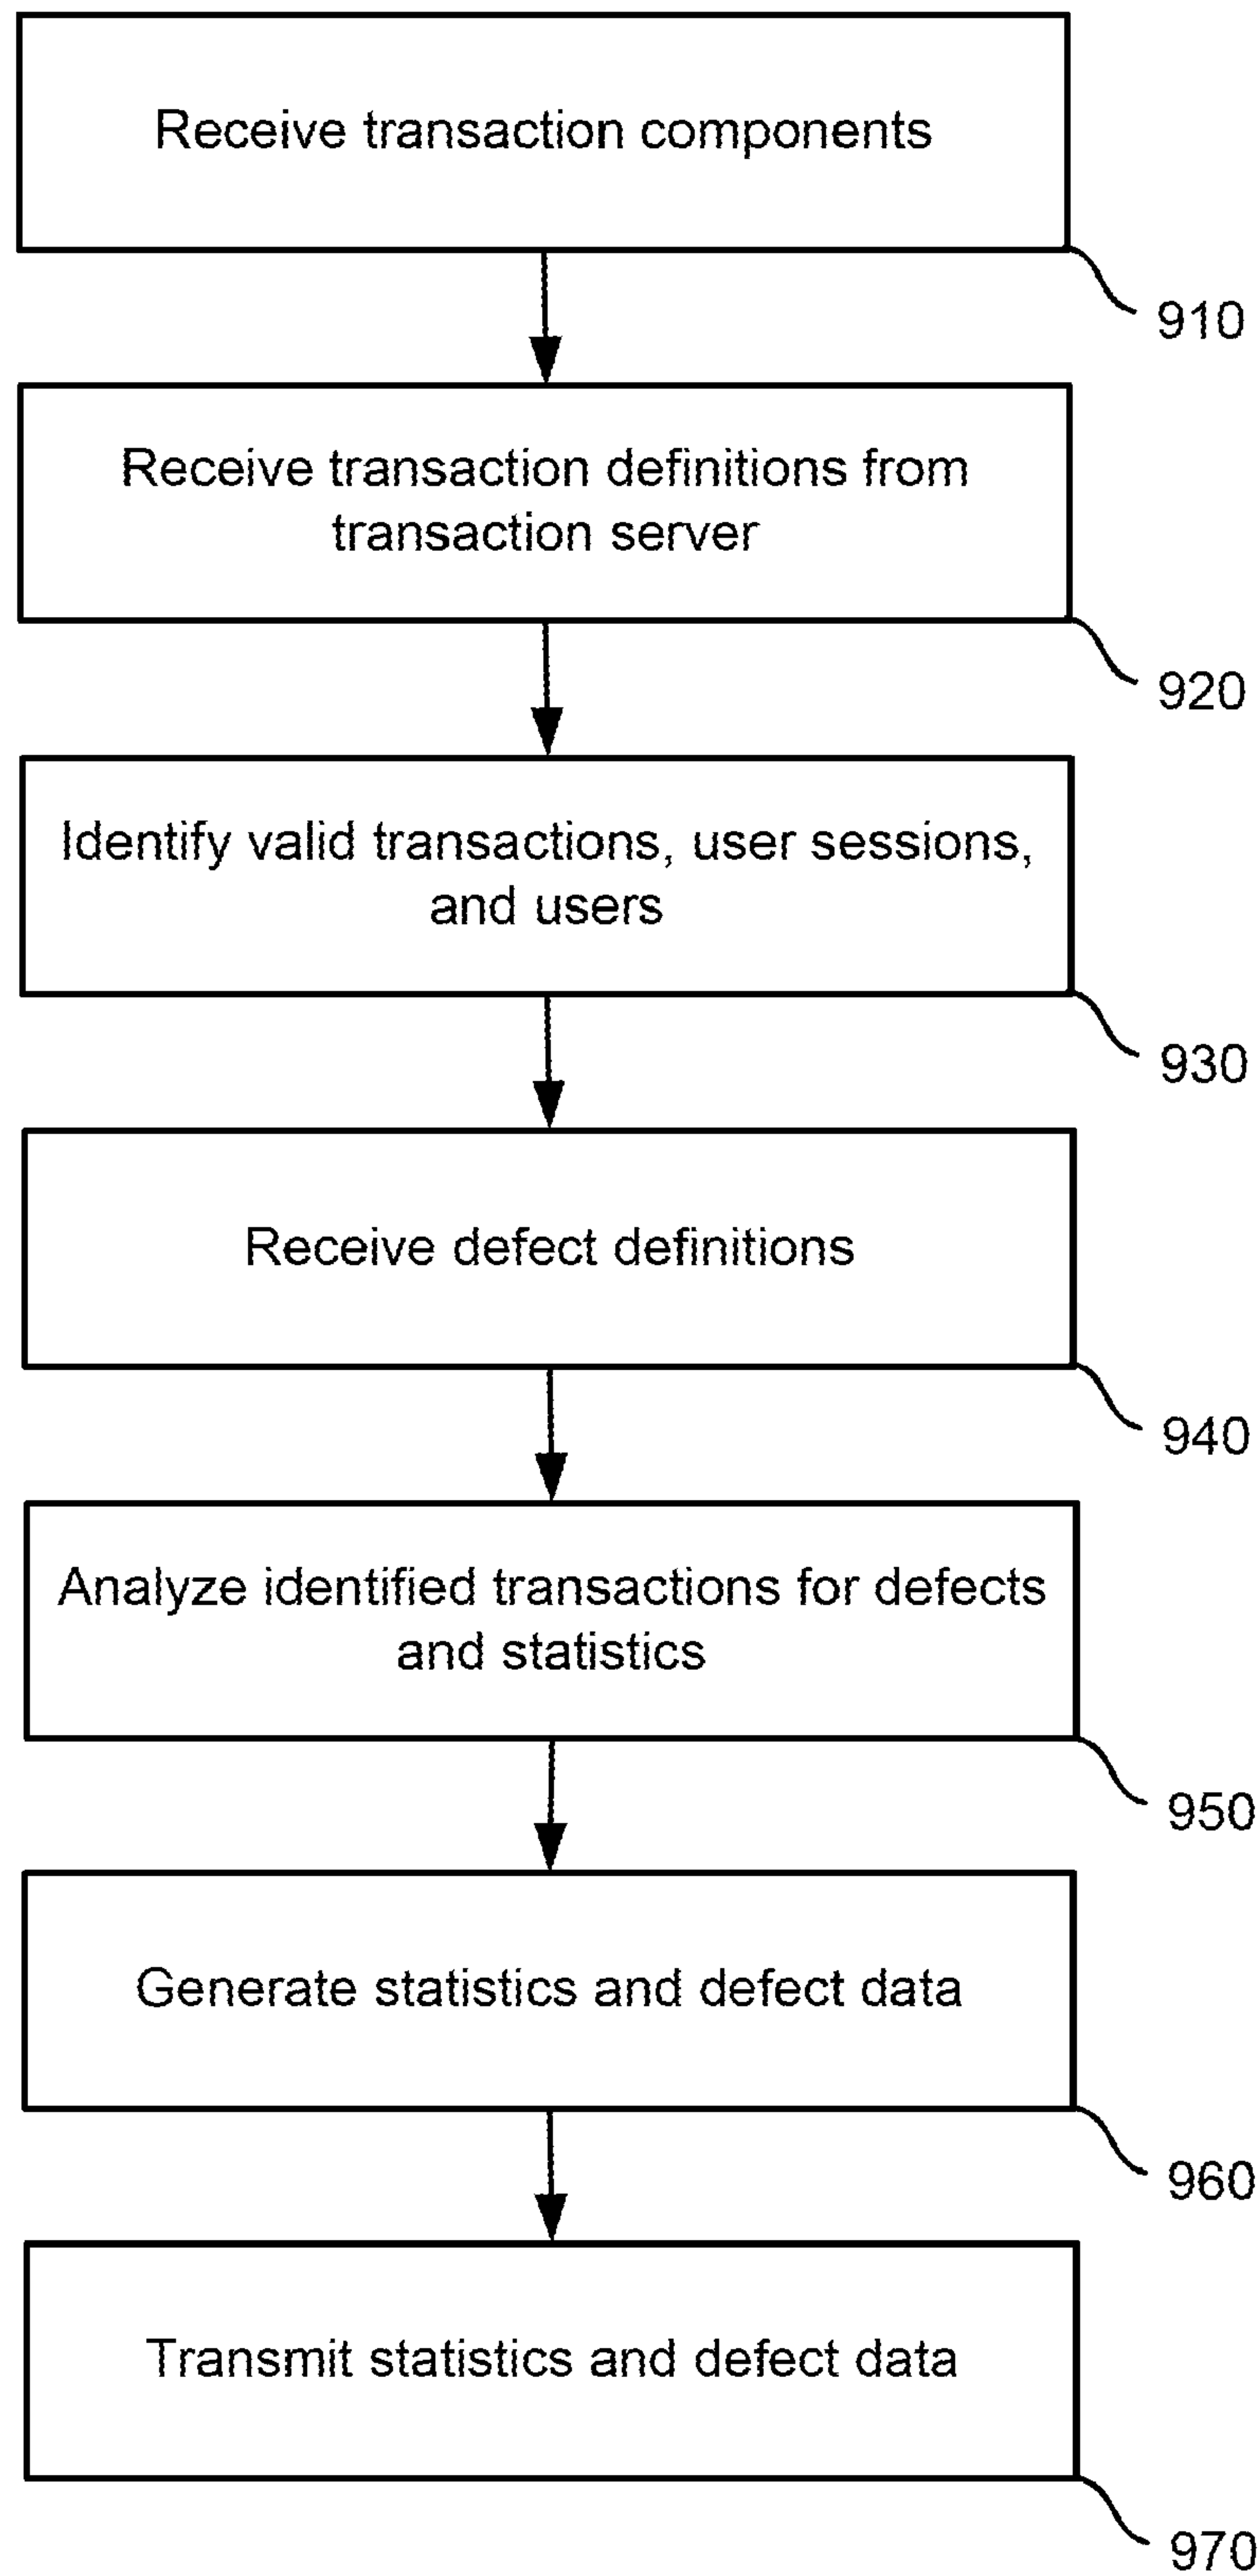 Receive transaction components
910
Receive transaction definitions from
transaction server
920
Identify valid transactions, user sessions,
and users
930
Receive defect definitions
940
Analyze identified transactions for defects
and statistics
950
Generate statistics and defect data
960
Transmit statistics and defect data
970